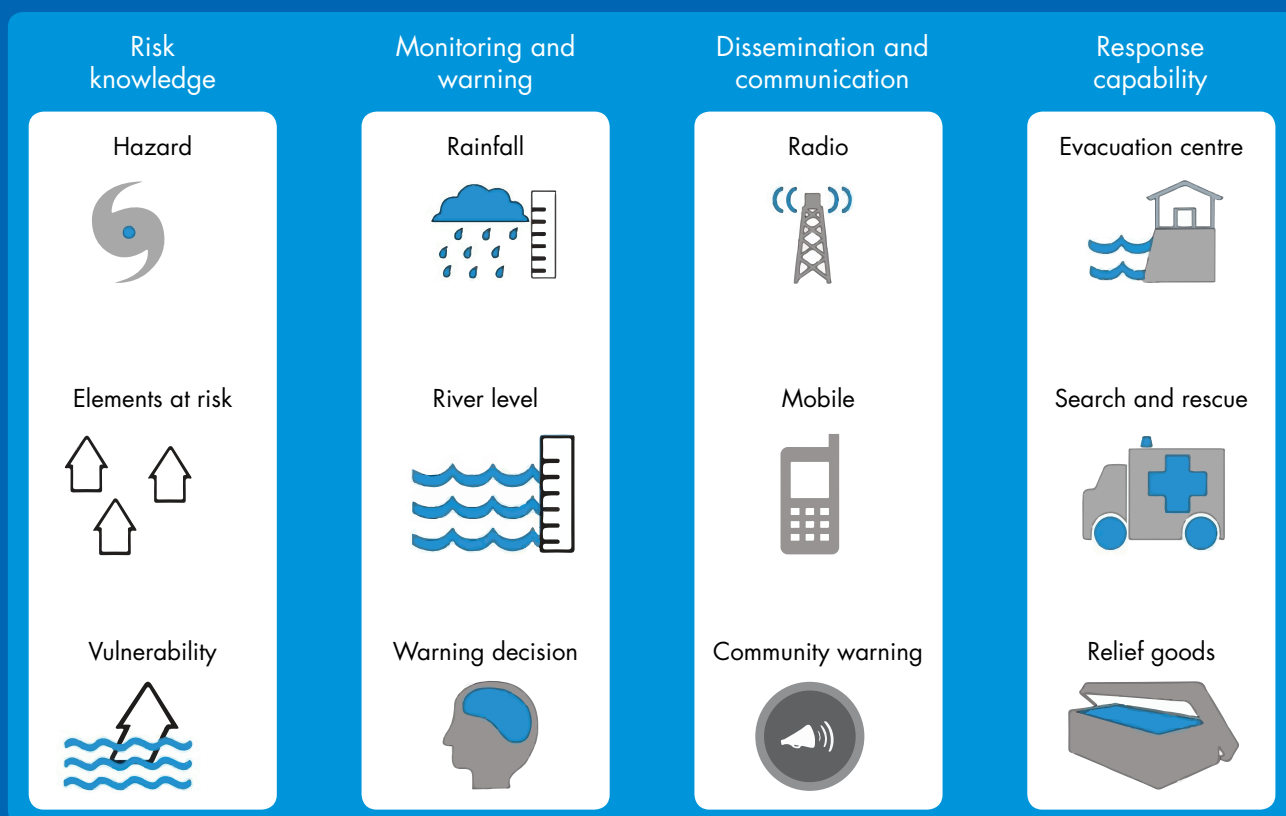 Risk
knowledge
Hazard
Elements at risk
Vulnerability
Monitoring and
warning
Rainfall
River level
Warning decision
Dissemination and
communication
Radio
Mobile
Community warning
Response
capability
Evacuation centre
Search and rescue
Relief goods